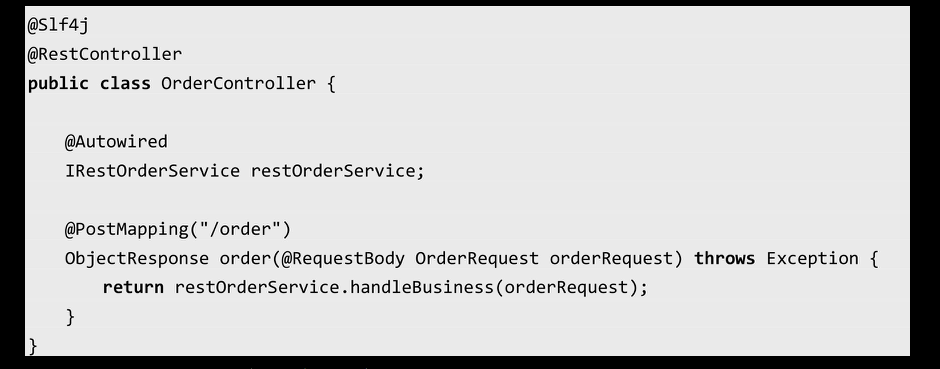 @Slf4j
@RestController
public class OrderController {
@Autowired
IRestOrderService restOrderService;
@PostMapping("/order")
ObjectResponse order(@RequestBody OrderRequest orderRequest) throws Exception {
return restOrderService.handleBusiness(orderRequest);
}
}